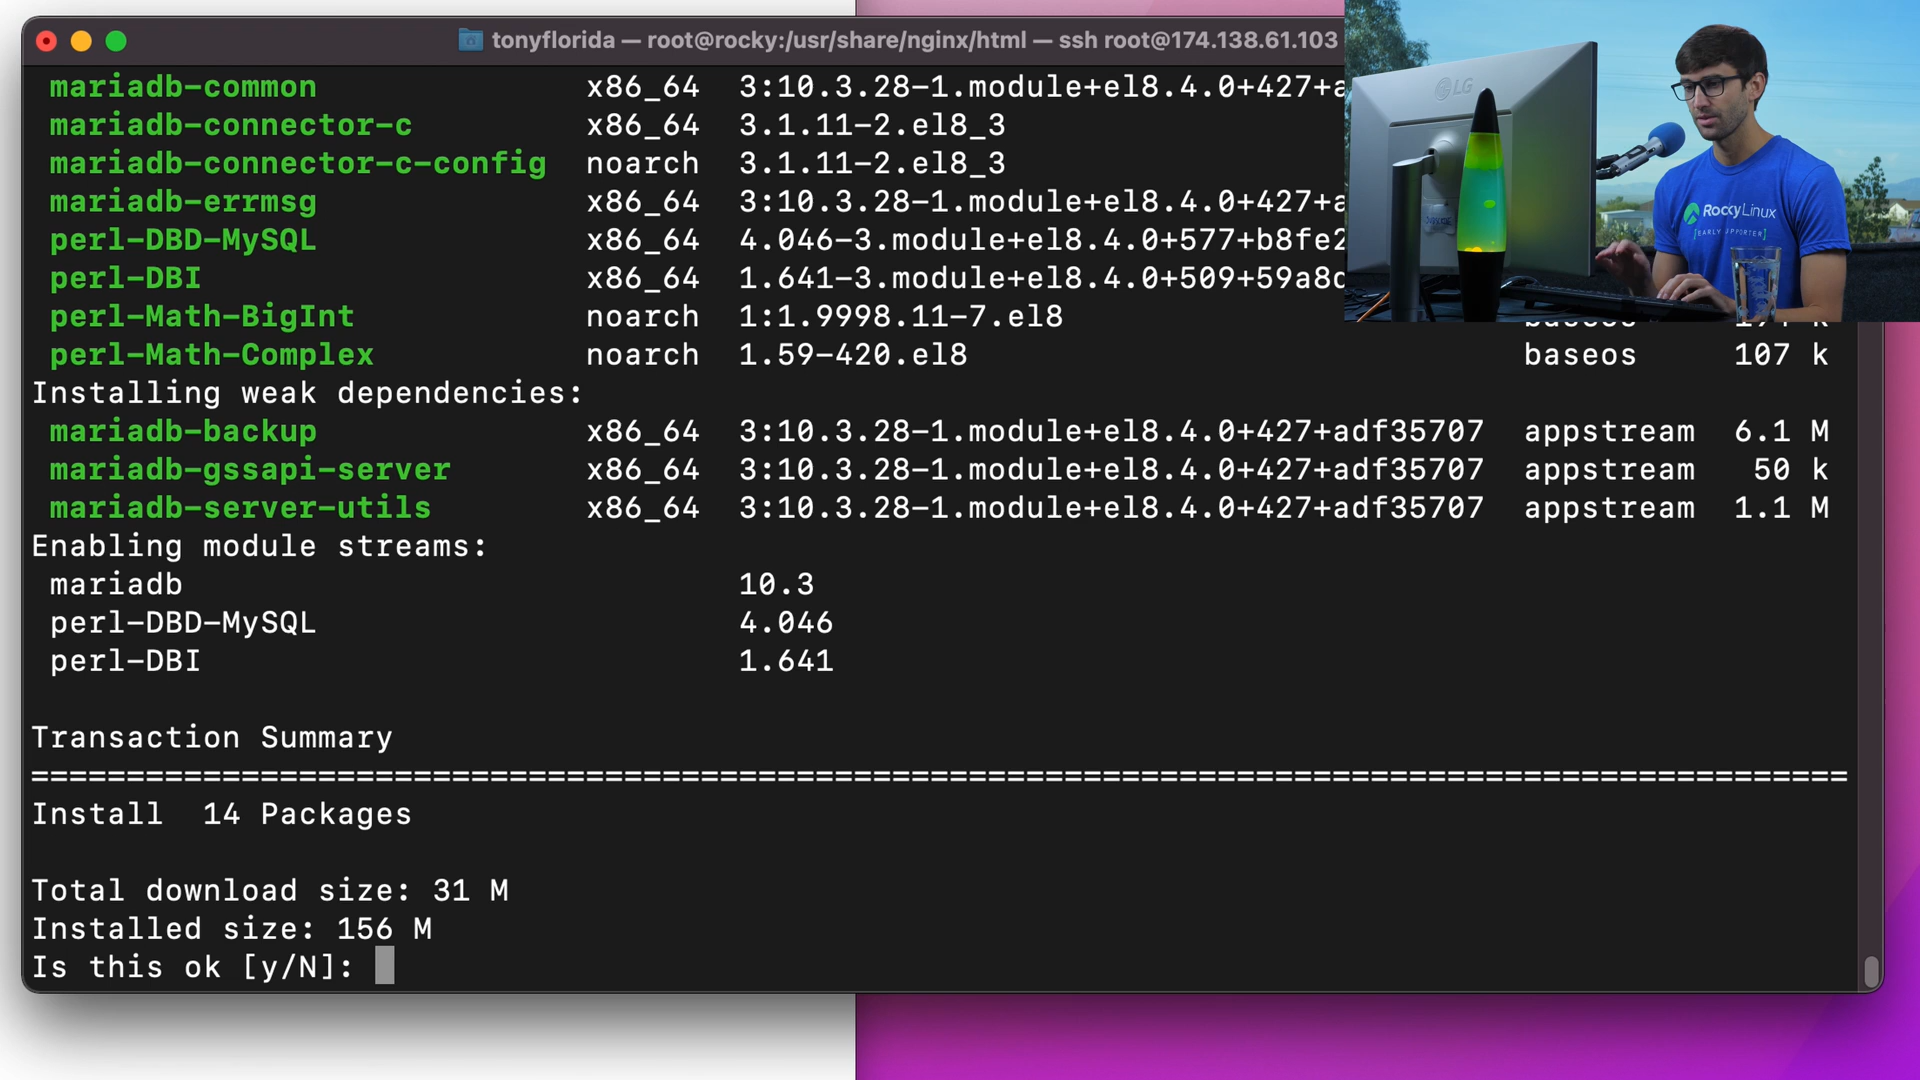 tonyflorida — root@rocky:/usr/share/nginx/html — ssh root@174.138.61.103
mariadb-common x86_64 3:10.3.28-1.module+el8.4.0+427+a
mariadb-connector-c x86_64 3.1.11-2.el8_3
mariadb-connector-c-config noarch 3.1.11-2.el8_3
mariadb-errmsg x86_64 3:10.3.28-1.module+el8.4.0+427+a
perl-DBD-MySQL x86_64 4.046-3.module+el8.4.0+577+b8fe2
perl-DBI x86_64 1.641-3.module+el8.4.0+509+59a8d
perl-Math-BigInt noarch 1:1.9998.11-7.el8 baseos k
perl-Math-Complex noarch 1.59-420.el8 baseos 107 k
Installing weak dependencies:
mariadb-backup x86_64 3:10.3.28-1.module+el8.4.0+427+adf35707 appstream 6.1 M
mariadb-gssapi-server x86_64 3:10.3.28-1.module+el8.4.0+427+adf35707 appstream 50 k
mariadb-server-utils x86_64 3:10.3.28-1.module+el8.4.0+427+adf35707 appstream 1.1 M
Enabling module streams:
mariadb 10.3
perl-DBD-MySQL 4.046
perl-DBI 1.641
Transaction Summary
================================================================================================
Install 14 Packages
Total download size: 31 M
Installed size: 156 M
Is this ok [y/N]:
LG
Rocky Linux
[EARLY SUPPORTER]